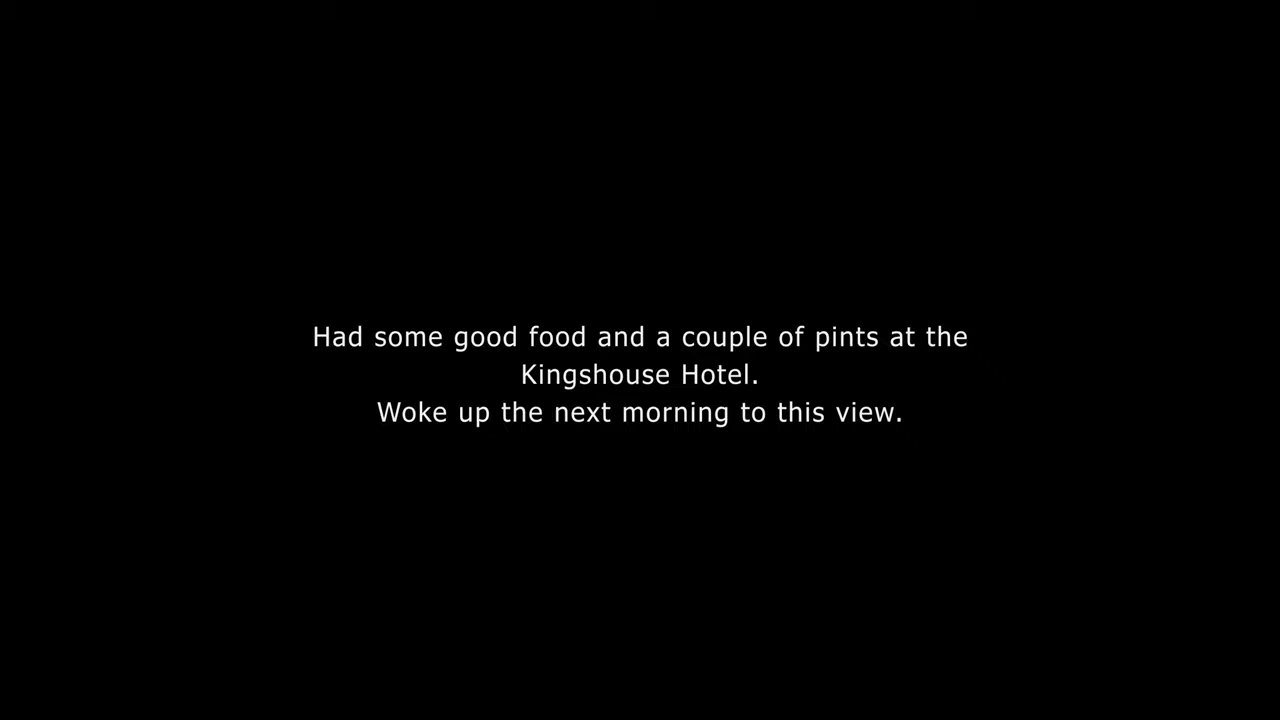 Had some good food and a couple of pints at the
Kingshouse Hotel.
Woke up the next morning to this view.